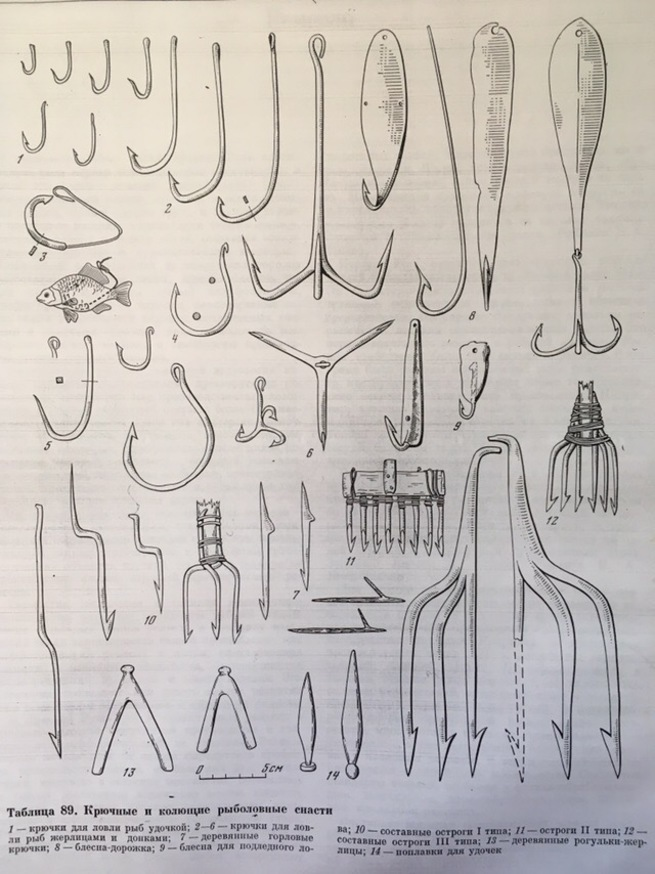 1
2
3
4
5
6
7
8
9
10
11
12
13
14
0 5см
Таблица 89. Крючные и колющие рыболовные снасти
1 — крючки для ловли рыб удочкой; 2—6 — крючки для лов-
ли рыб жерлицами и донками; 7 — деревянные горловые
крючки; 8 — блесна-дорожка; 9 — блесна для подледного ло-
ва; 10 — составные остроги I типа; 11 — остроги II типа; 12 —
составные остроги III типа; 13 — деревянные рогульки-жер-
лицы; 14 — поплавки для удочек